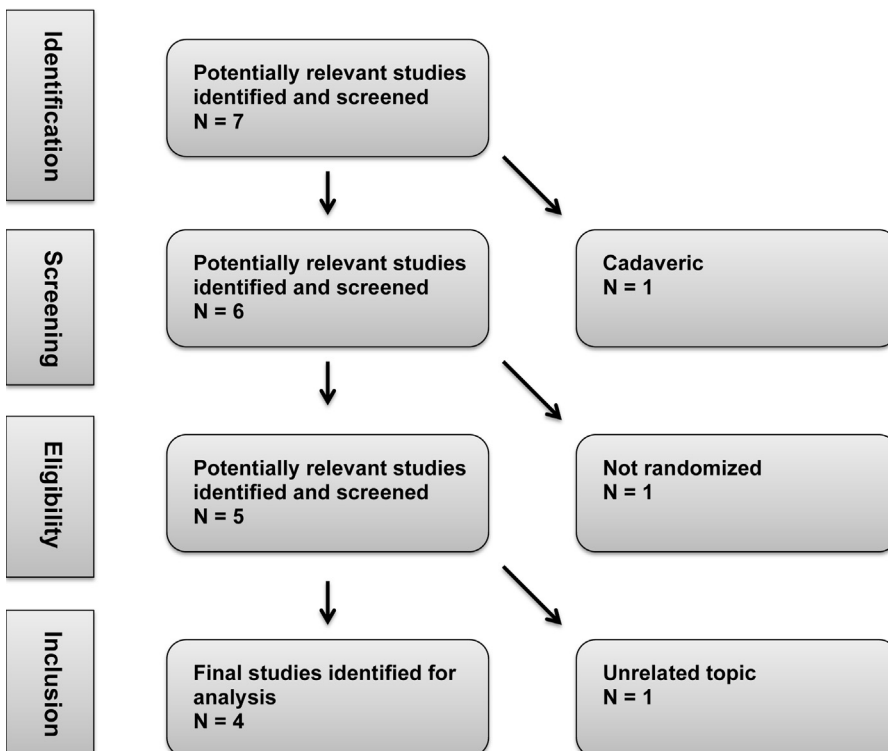 Identification
Potentially relevant studies
identified and screened
N = 7
Screening
Potentially relevant studies
identified and screened
N = 6
Cadaveric
N = 1
Eligibility
Potentially relevant studies
identified and screened
N = 5
Not randomized
N = 1
Inclusion
Final studies identified for
analysis
N = 4
Unrelated topic
N = 1